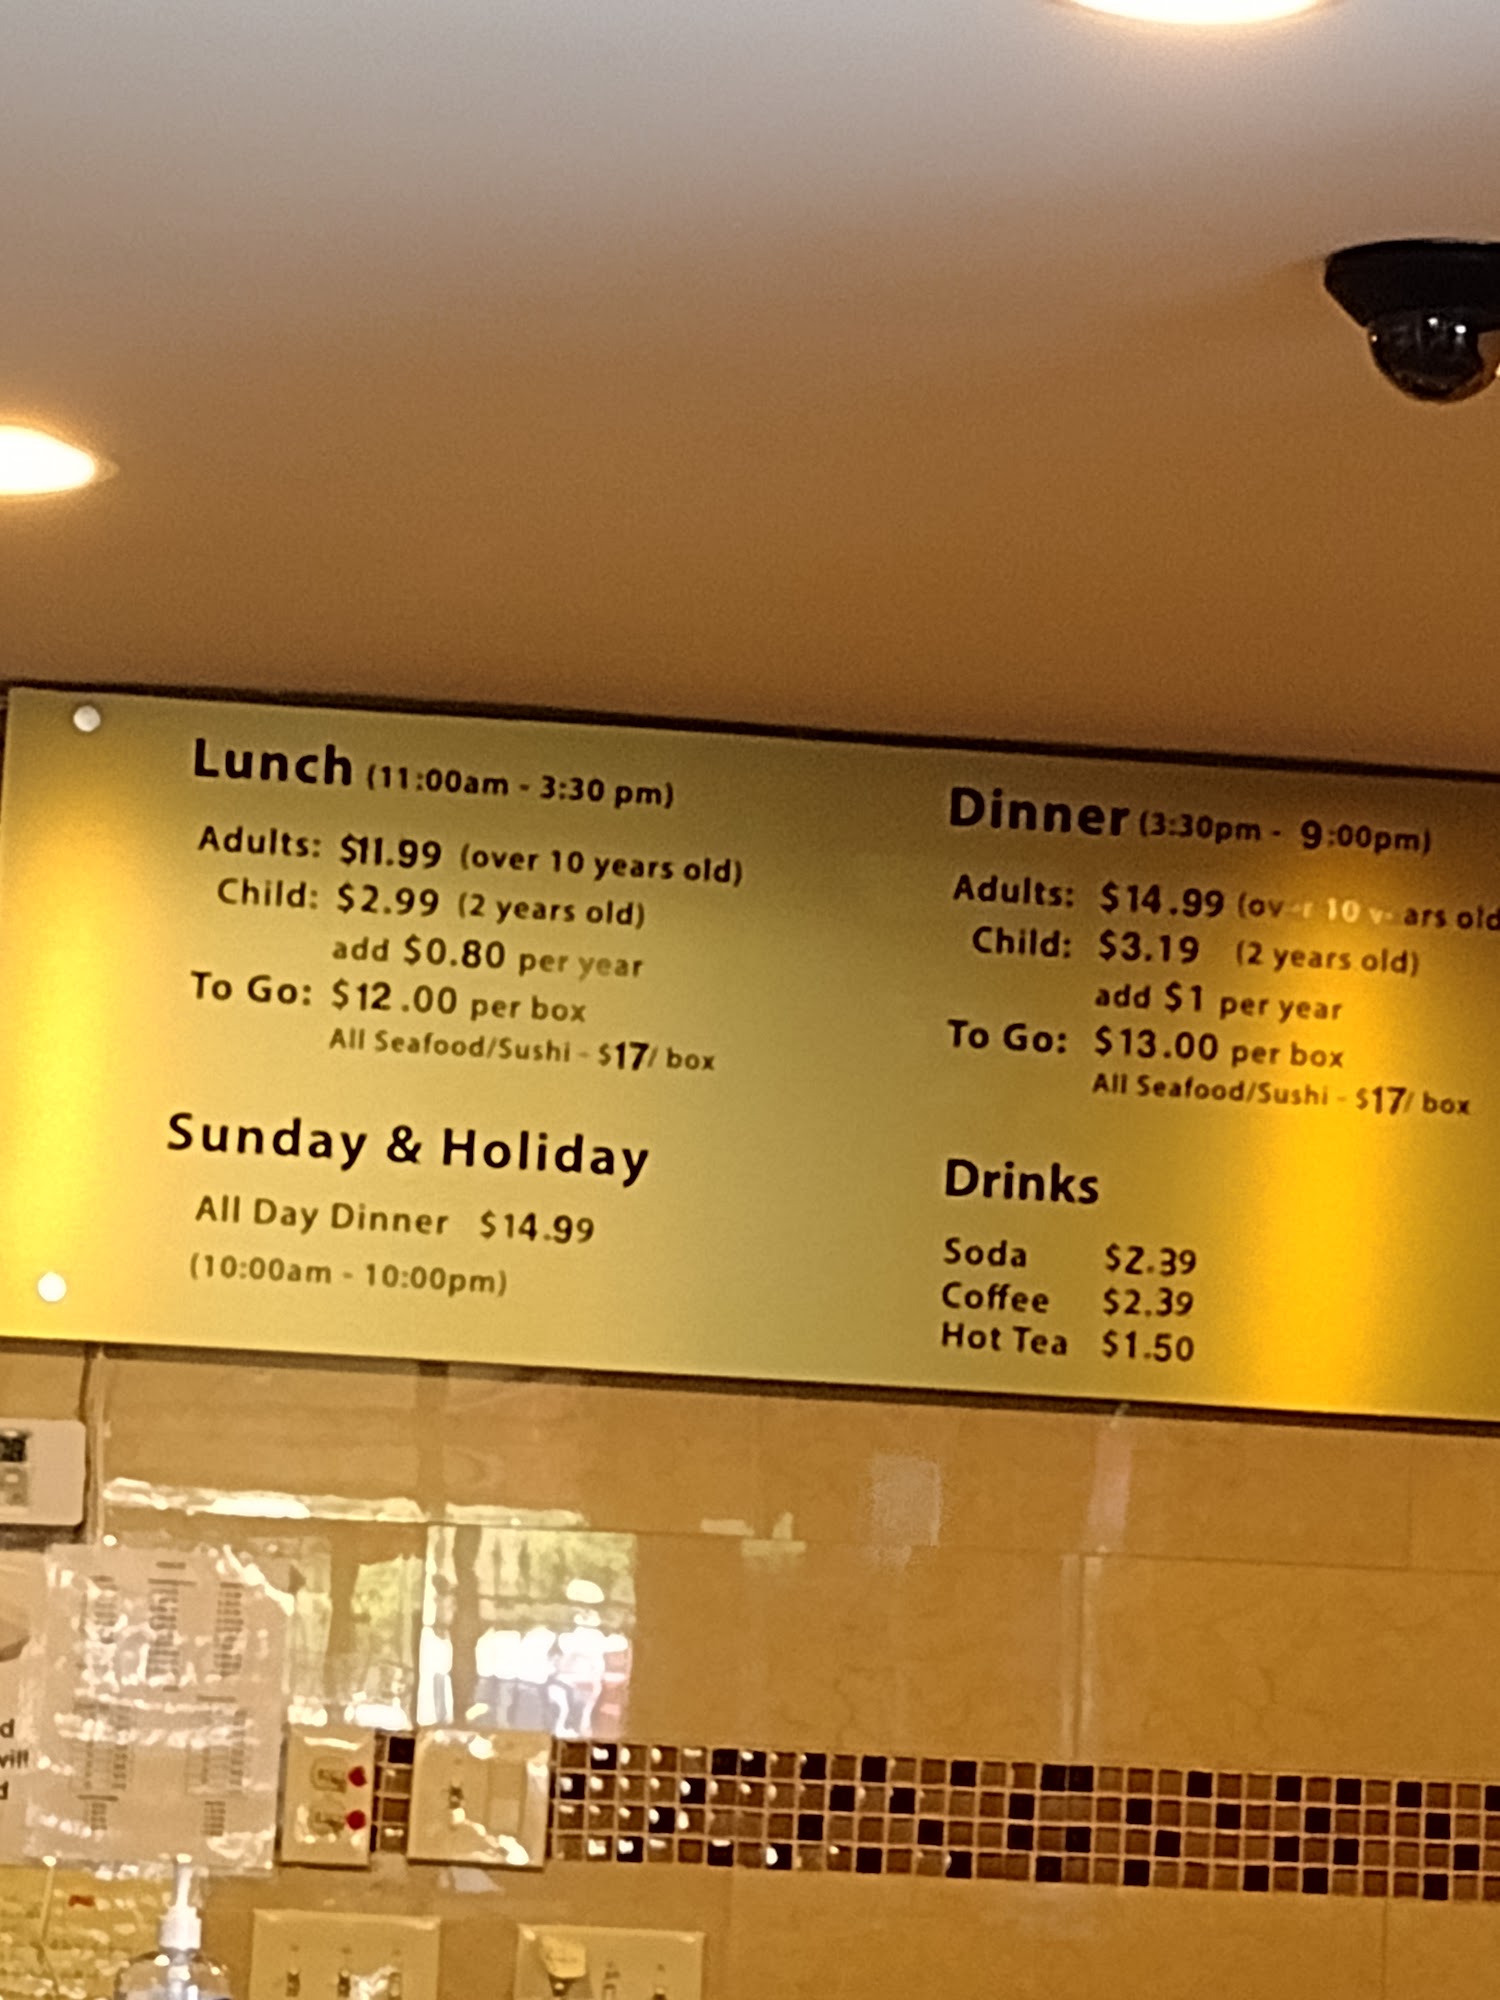 Lunch (11:00am - 3:30 pm)
Adults: $11.99 (over 10 years old)
Child: $2.99 (2 years old)
add $0.80 per year
To Go: $12.00 per box
All Seafood/Sushi - $17/ box
Sunday & Holiday
All Day Dinner $14.99
(10:00am - 10:00pm)
Dinner (3:30pm - 9:00pm)
Adults: $14.99 (over 10 years old
Child: $3.19 (2 years old)
add $1 per year
To Go: $13.00 per box
All Seafood/Sushi - $17/ box
Drinks
Soda $2.39
Coffee $2.39
Hot Tea $1.50